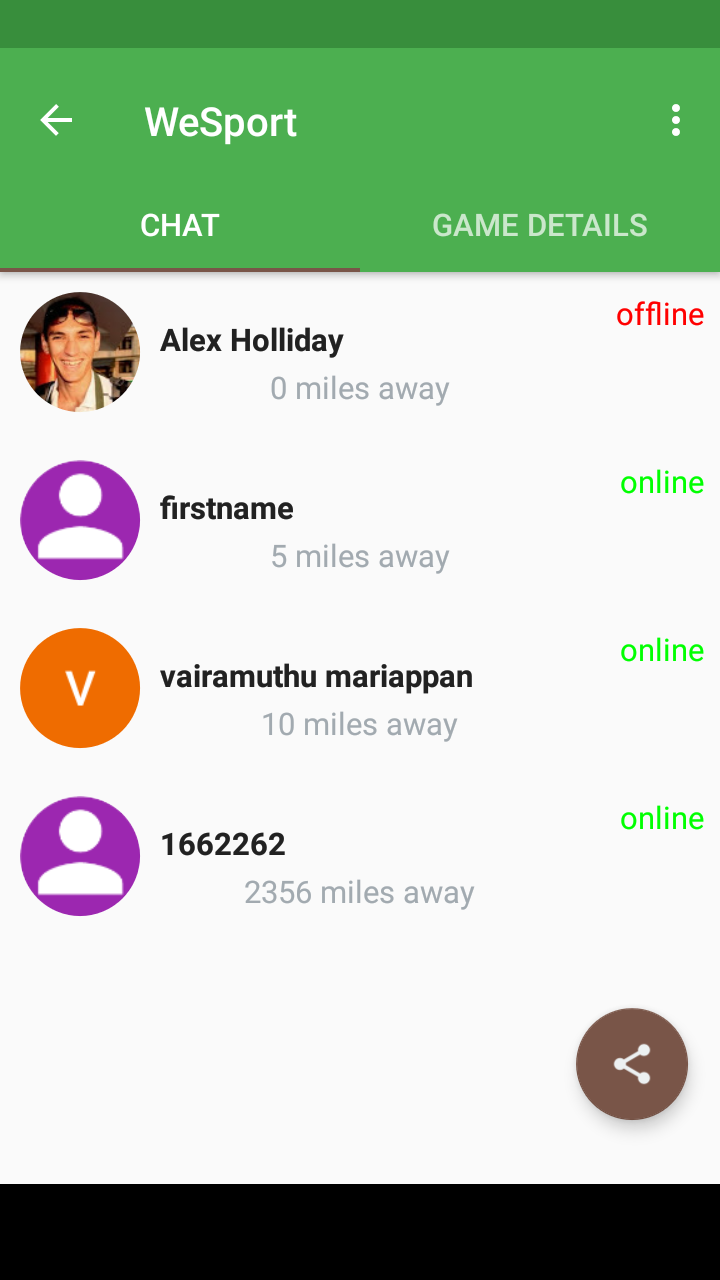 WeSport
CHAT
GAME DETAILS
Alex Holliday
offline
0 miles away
firstname
online
5 miles away
V
vairamuthu mariappan
online
10 miles away
1662262
online
2356 miles away